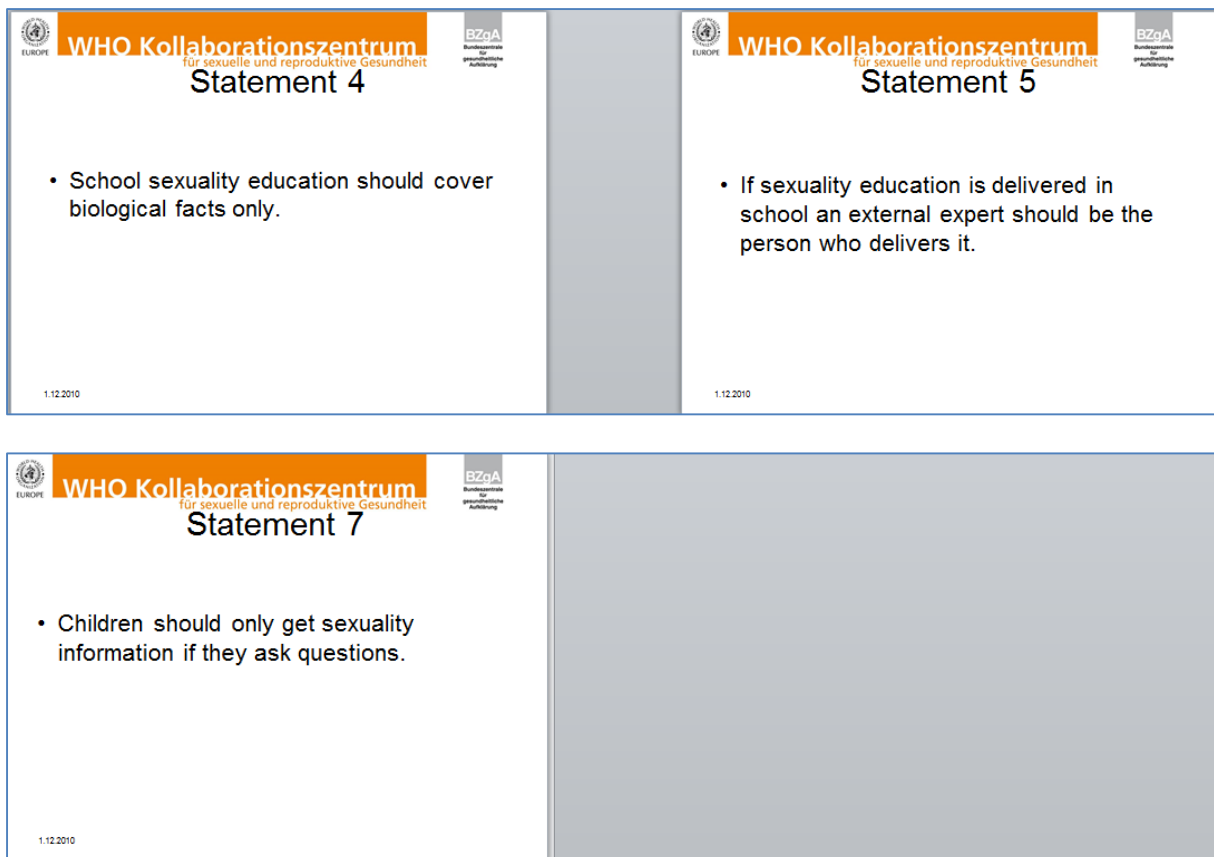 EUROPE
WHO Kollaborationszentrum
für sexuelle und reproduktive Gesundheit
BZgA
Bundeszentrale
für
gesundheitliche
Aufklärung
Statement 4
• School sexuality education should cover
biological facts only.
1.12.2010
EUROPE
WHO Kollaborationszentrum
für sexuelle und reproduktive Gesundheit
BZgA
Bundeszentrale
für
gesundheitliche
Aufklärung
Statement 5
• If sexuality education is delivered in
school an external expert should be the
person who delivers it.
1.12.2010
EUROPE
WHO Kollaborationszentrum
für sexuelle und reproduktive Gesundheit
BZgA
Bundeszentrale
für
gesundheitliche
Aufklärung
Statement 7
• Children should only get sexuality
information if they ask questions.
1.12.2010